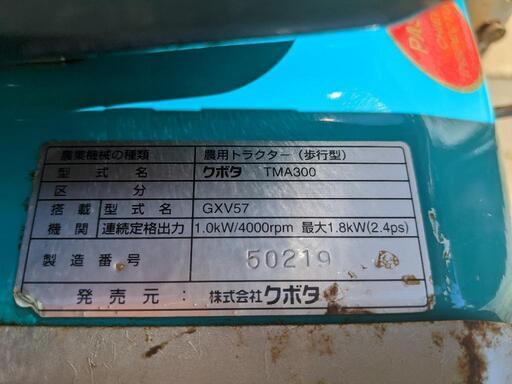 農業機械の種類 農用トラクター（歩行型）
型式名 クボタ TMA300
区分
搭載 型式名 GXV57
機関 連続定格出力 1.0kW/4000rpm 最大1.8kW(2.4ps)
製造番号 50219
発売元： 株式会社クボタ